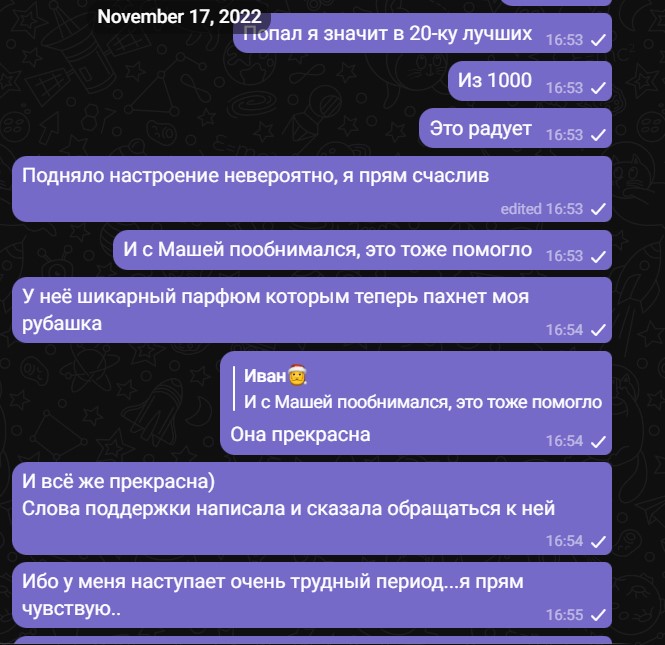 November 17, 2022
Попал я значит в 20-ку лучших 16:53
Из 1000 16:53
Это радует 16:53
Подняло настроение невероятно, я прям счаслив
edited 16:53
И с Машей пообнимался, это тоже помогло 16:53
У неё шикарный парфюм которым теперь пахнет моя
рубашка 16:54
Иван🎅
И с Машей пообнимался, это тоже помогло
Она прекрасна 16:54
И всё же прекрасна)
Слова поддержки написала и сказала обращаться к ней
16:54
Ибо у меня наступает очень трудный период...я прям
чувствую.. 16:55